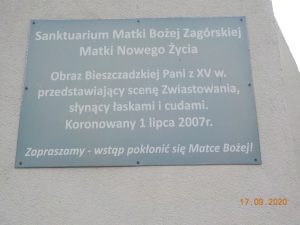 Sanktuarium Matki Bożej Zagórskiej
Matki Nowego Życia
Obraz Bieszczadzkiej Pani z XV w.
przedstawiający scenę Zwiastowania,
słynący łaskami i cudami.
Koronowany 1 lipca 2007r.
Zapraszamy - wstąp pokłonić się Matce Bożej!
17.09.2020